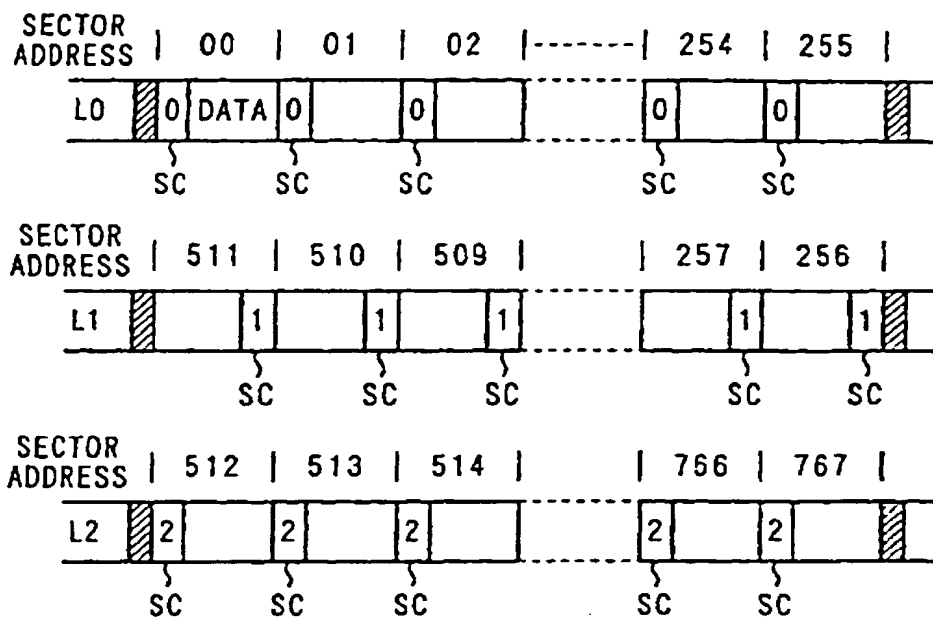 SECTOR
ADDRESS | 00 | 01 | 02 | | 254 | 255 |
L0 0 DATA 0 0 0 0
SC SC SC SC SC
SECTOR
ADDRESS | 511 | 510 | 509 | | 257 | 256 |
L1 1 1 1 1 1
SC SC SC SC SC
SECTOR
ADDRESS | 512 | 513 | 514 | | 766 | 767 |
L2 2 2 2 2 2
SC SC SC SC SC